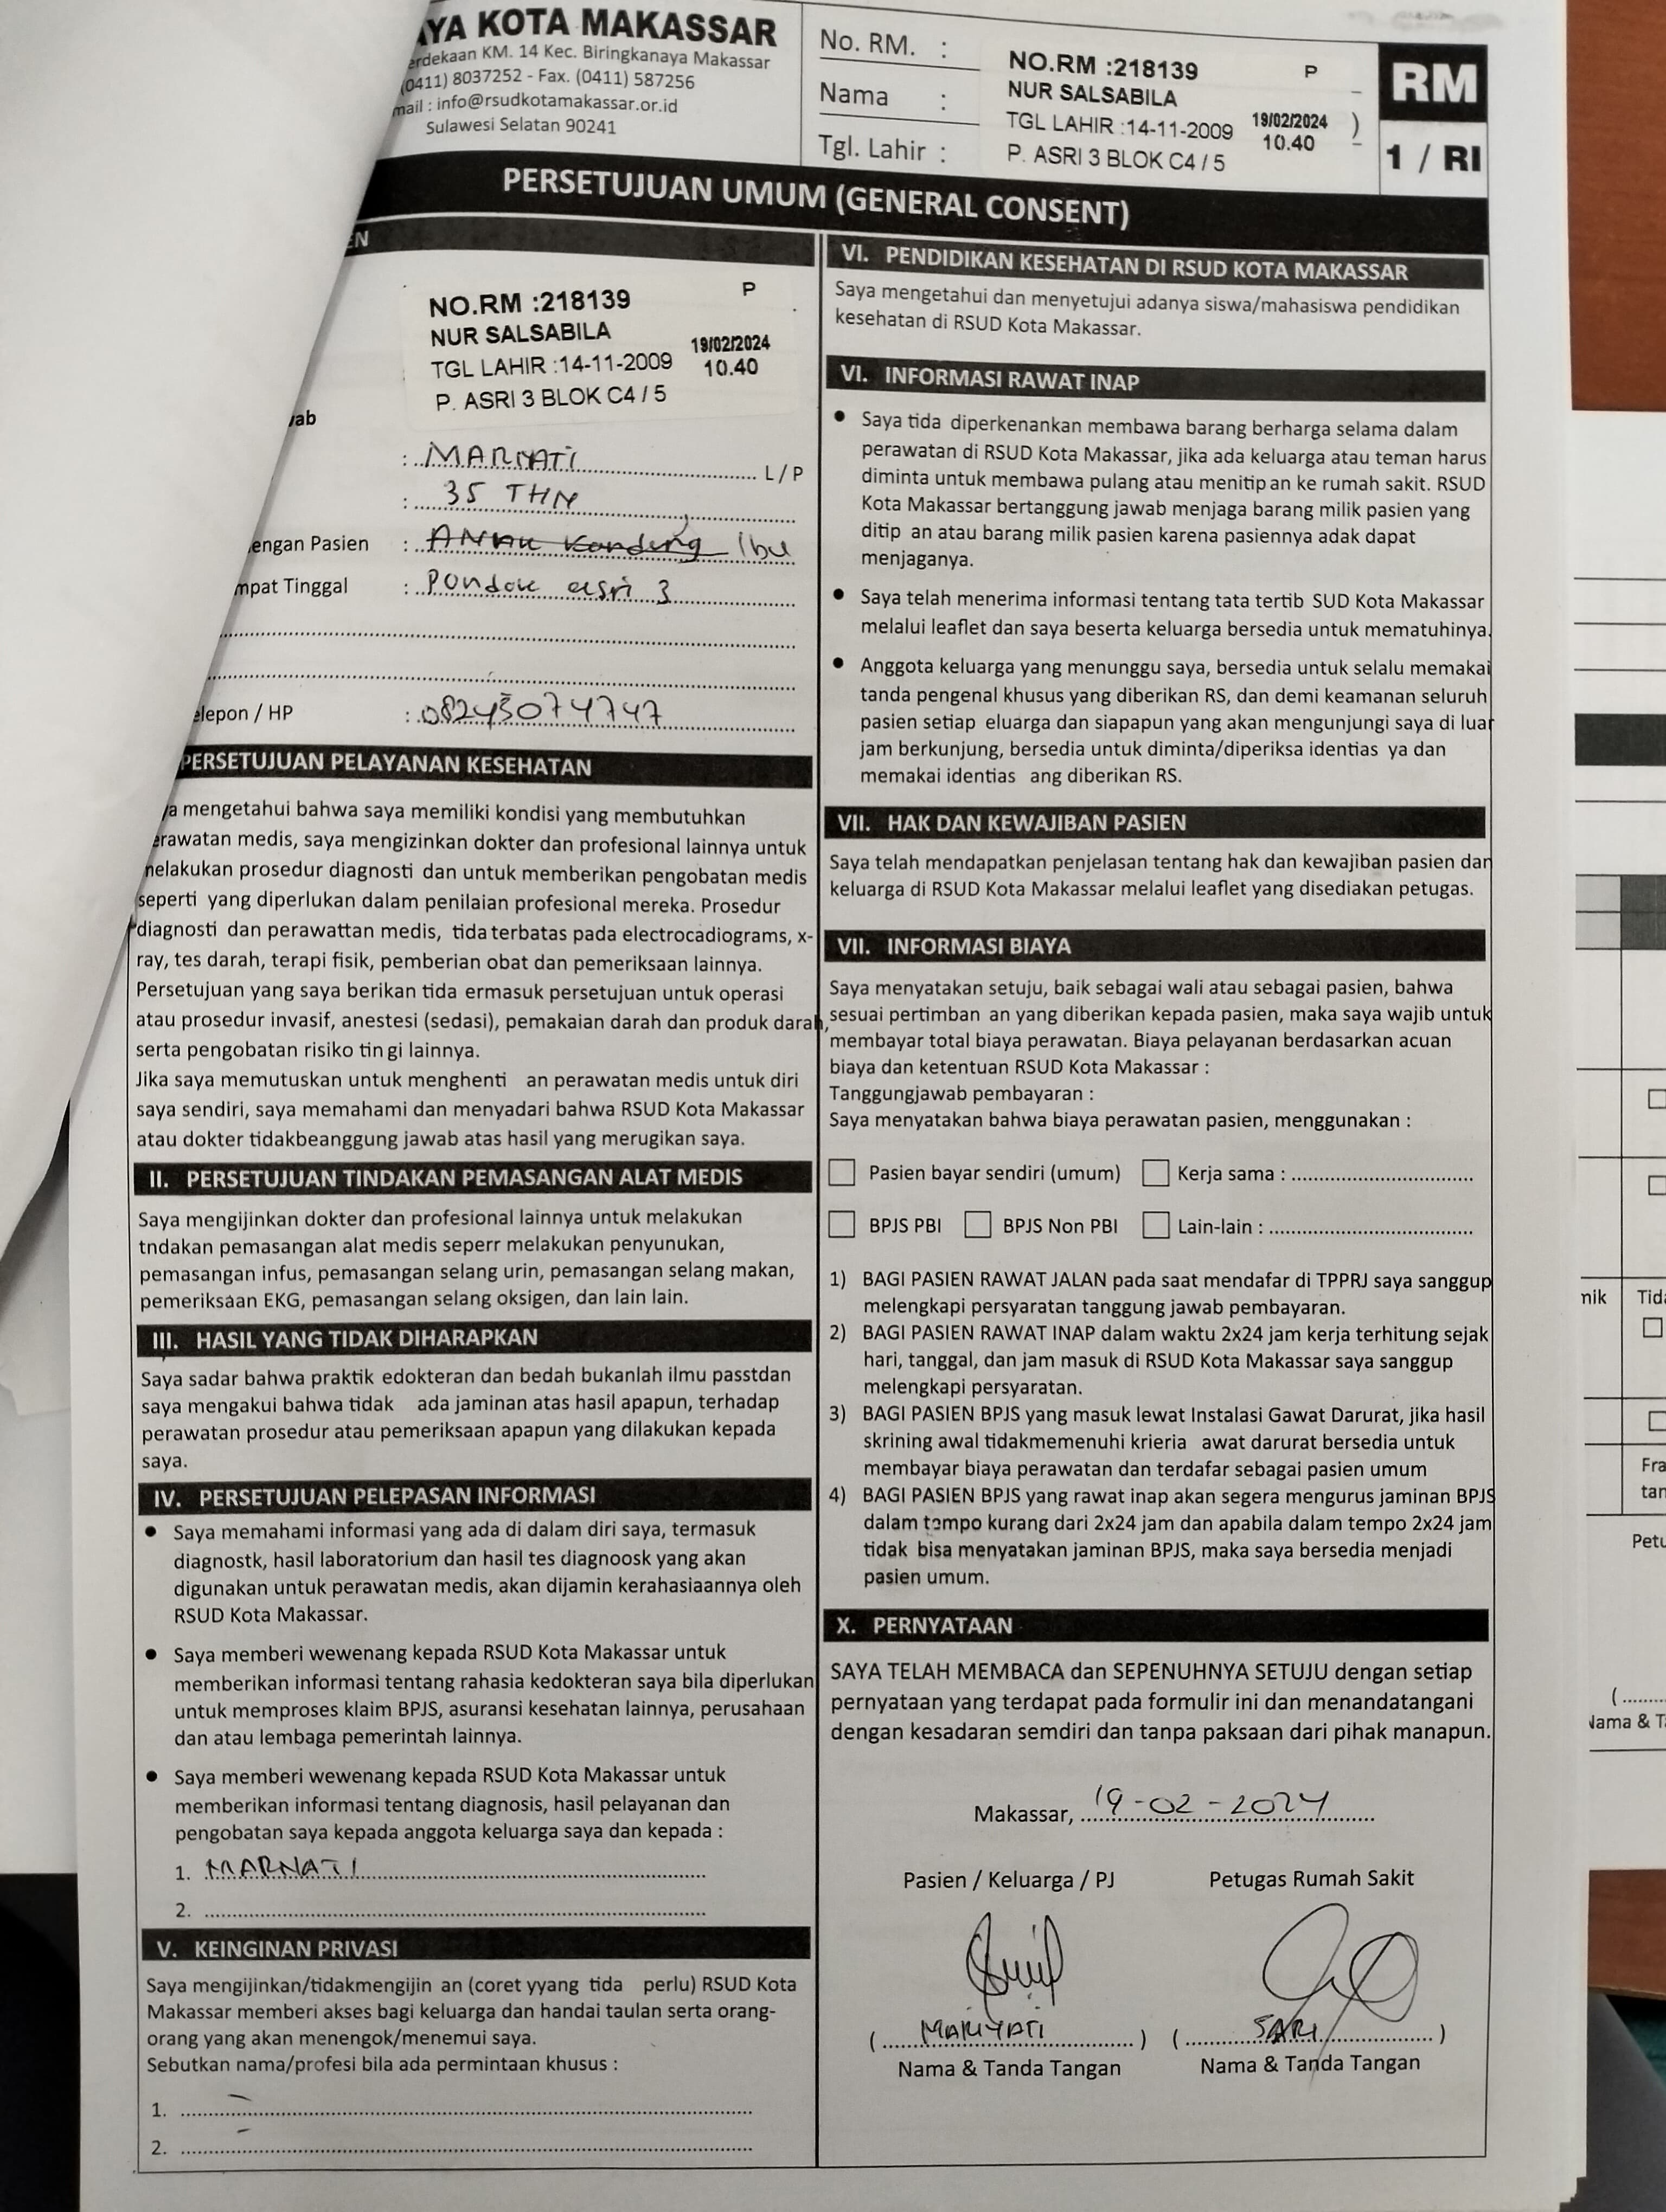 AYA KOTA MAKASSAR
erdekaan KM. 14 Kec. Biringkanaya Makassar
(0411) 8037252 - Fax. (0411) 587256
mail : info@rsudkotamakassar.or.id
Sulawesi Selatan 90241
No. RM. :
Nama :
Tgl. Lahir :
NO.RM :218139 P
NUR SALSABILA
TGL LAHIR :14-11-2009 19/02/2024
P. ASRI 3 BLOK C4 / 5 10.40
)
RM
1 / RI
PERSETUJUAN UMUM (GENERAL CONSENT)
EN
NO.RM :218139 P
NUR SALSABILA
TGL LAHIR :14-11-2009 19/02/2024
P. ASRI 3 BLOK C4 / 5 10.40
vab
: MARIYATI L / P
: 35 THN
engan Pasien : Anak Kandung Ibu
mpat Tinggal : Pondok asri 3
elepon / HP :
PERSETUJUAN PELAYANAN KESEHATAN
ya mengetahui bahwa saya memiliki kondisi yang membutuhkan
erawatan medis, saya mengizinkan dokter dan profesional lainnya untuk
nelakukan prosedur diagnosti dan untuk memberikan pengobatan medis
seperti yang diperlukan dalam penilaian profesional mereka. Prosedur
diagnosti dan perawattan medis, tida terbatas pada electrocadiograms, x-
ray, tes darah, terapi fisik, pemberian obat dan pemeriksaan lainnya.
Persetujuan yang saya berikan tida ermasuk persetujuan untuk operasi
atau prosedur invasif, anestesi (sedasi), pemakaian darah dan produk darah,
serta pengobatan risiko tin gi lainnya.
Jika saya memutuskan untuk menghenti an perawatan medis untuk diri
saya sendiri, saya memahami dan menyadari bahwa RSUD Kota Makassar
atau dokter tidakbeanggung jawab atas hasil yang merugikan saya.
II. PERSETUJUAN TINDAKAN PEMASANGAN ALAT MEDIS
Saya mengijinkan dokter dan profesional lainnya untuk melakukan
tndakan pemasangan alat medis seperr melakukan penyunukan,
pemasangan infus, pemasangan selang urin, pemasangan selang makan,
pemeriksaan EKG, pemasangan selang oksigen, dan lain lain.
III. HASIL YANG TIDAK DIHARAPKAN
Saya sadar bahwa praktik edokteran dan bedah bukanlah ilmu passtdan
saya mengakui bahwa tidak ada jaminan atas hasil apapun, terhadap
perawatan prosedur atau pemeriksaan apapun yang dilakukan kepada
saya.
IV. PERSETUJUAN PELEPASAN INFORMASI
• Saya memahami informasi yang ada di dalam diri saya, termasuk
diagnostk, hasil laboratorium dan hasil tes diagnoosk yang akan
digunakan untuk perawatan medis, akan dijamin kerahasiaannya oleh
RSUD Kota Makassar.
• Saya memberi wewenang kepada RSUD Kota Makassar untuk
memberikan informasi tentang rahasia kedokteran saya bila diperlukan
untuk memproses klaim BPJS, asuransi kesehatan lainnya, perusahaan
dan atau lembaga pemerintah lainnya.
• Saya memberi wewenang kepada RSUD Kota Makassar untuk
memberikan informasi tentang diagnosis, hasil pelayanan dan
pengobatan saya kepada anggota keluarga saya dan kepada :
1. MARNATI
2.
V. KEINGINAN PRIVASI
Saya mengijinkan/tidakmengijin an (coret yyang tida perlu) RSUD Kota
Makassar memberi akses bagi keluarga dan handai taulan serta orang-
orang yang akan menengok/menemui saya.
Sebutkan nama/profesi bila ada permintaan khusus :
1. -
2. -
VI. PENDIDIKAN KESEHATAN DI RSUD KOTA MAKASSAR
Saya mengetahui dan menyetujui adanya siswa/mahasiswa pendidikan
kesehatan di RSUD Kota Makassar.
VI. INFORMASI RAWAT INAP
• Saya tida diperkenankan membawa barang berharga selama dalam
perawatan di RSUD Kota Makassar, jika ada keluarga atau teman harus
diminta untuk membawa pulang atau menitip an ke rumah sakit. RSUD
Kota Makassar bertanggung jawab menjaga barang milik pasien yang
ditip an atau barang milik pasien karena pasiennya adak dapat
menjaganya.
• Saya telah menerima informasi tentang tata tertib SUD Kota Makassar
melalui leaflet dan saya beserta keluarga bersedia untuk mematuhinya.
• Anggota keluarga yang menunggu saya, bersedia untuk selalu memakai
tanda pengenal khusus yang diberikan RS, dan demi keamanan seluruh
pasien setiap eluarga dan siapapun yang akan mengunjungi saya di luar
jam berkunjung, bersedia untuk diminta/diperiksa identias ya dan
memakai identias ang diberikan RS.
VII. HAK DAN KEWAJIBAN PASIEN
Saya telah mendapatkan penjelasan tentang hak dan kewajiban pasien dan
keluarga di RSUD Kota Makassar melalui leaflet yang disediakan petugas.
VII. INFORMASI BIAYA
Saya menyatakan setuju, baik sebagai wali atau sebagai pasien, bahwa
sesuai pertimban an yang diberikan kepada pasien, maka saya wajib untuk
membayar total biaya perawatan. Biaya pelayanan berdasarkan acuan
biaya dan ketentuan RSUD Kota Makassar :
Tanggungjawab pembayaran :
Saya menyatakan bahwa biaya perawatan pasien, menggunakan :
Pasien bayar sendiri (umum) Kerja sama :
BPJS PBI BPJS Non PBI Lain-lain :
1) BAGI PASIEN RAWAT JALAN pada saat mendafar di TPPRJ saya sanggup
melengkapi persyaratan tanggung jawab pembayaran.
2) BAGI PASIEN RAWAT INAP dalam waktu 2x24 jam kerja terhitung sejak
hari, tanggal, dan jam masuk di RSUD Kota Makassar saya sanggup
melengkapi persyaratan.
3) BAGI PASIEN BPJS yang masuk lewat Instalasi Gawat Darurat, jika hasil
skrining awal tidakmemenuhi krieria awat darurat bersedia untuk
membayar biaya perawatan dan terdafar sebagai pasien umum
4) BAGI PASIEN BPJS yang rawat inap akan segera mengurus jaminan BPJS
dalam tempo kurang dari 2x24 jam dan apabila dalam tempo 2x24 jam
tidak bisa menyatakan jaminan BPJS, maka saya bersedia menjadi
pasien umum.
X. PERNYATAAN
SAYA TELAH MEMBACA dan SEPENUHNYA SETUJU dengan setiap
pernyataan yang terdapat pada formulir ini dan menandatangani
dengan kesadaran semdiri dan tanpa paksaan dari pihak manapun.
Makassar, 19-02-2024
Pasien / Keluarga / PJ Petugas Rumah Sakit
( MARIYATI ) ( SARI )
Nama & Tanda Tangan Nama & Tanda Tangan
nik Tida
Fra
tan
Petu
(
Nama & T